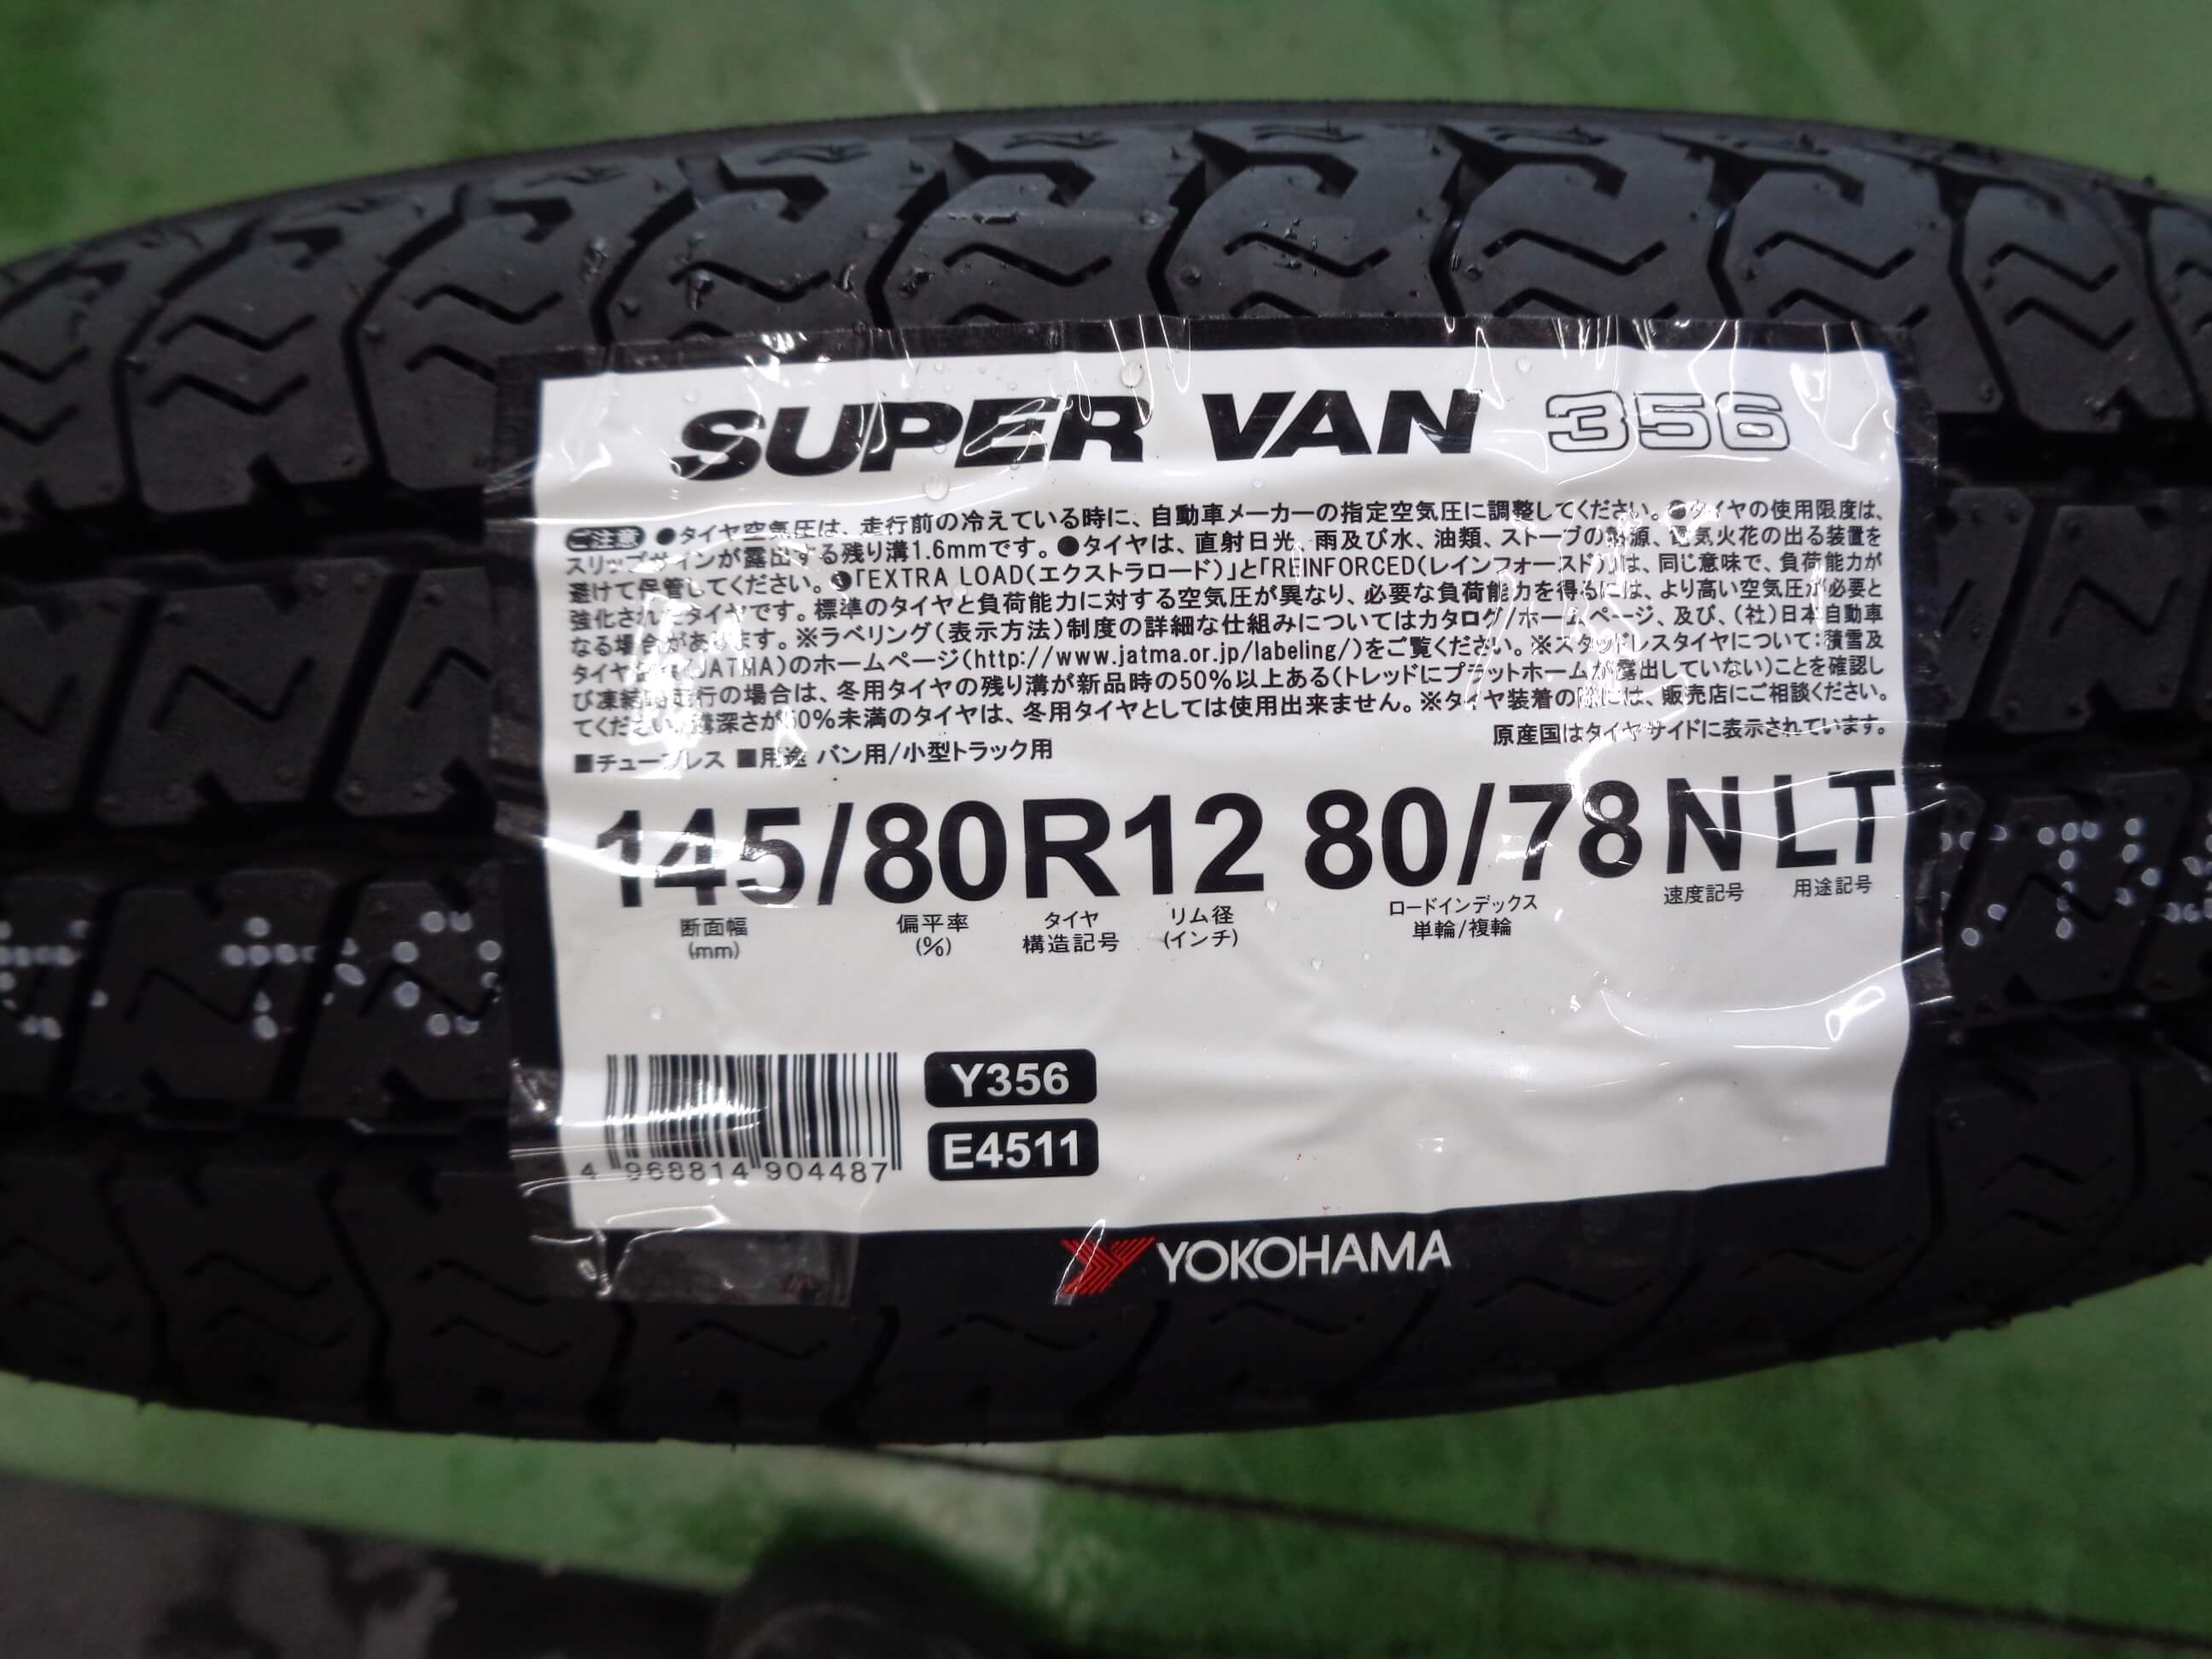 SUPER VAN 356
ご注意 ●タイヤ空気圧は、走行前の冷えている時に、自動車メーカーの指定空気圧に調整してください。●タイヤの使用限度は、
スリップサインが露出する残り溝1.6mmです。●タイヤは、直射日光、雨及び水、油類、ストーブの熱源、電気火花の出る装置を
避けて保管してください。●「EXTRA LOAD(エクストラロード)」と「REINFORCED(レインフォースド)」は、同じ意味で、負荷能力が
強化されたタイヤです。標準のタイヤと負荷能力に対する空気圧が異なり、必要な負荷能力を得るには、より高い空気圧が必要と
なる場合があります。※ラベリング(表示方法)制度の詳細な仕組みについてはカタログ/ホームページ、及び、(社)日本自動車
タイヤ協会(JATMA)のホームページ(http://www.jatma.or.jp/labeling/)をご覧ください。※スタッドレスタイヤについて:積雪及
び凍結路走行の場合は、冬用タイヤの残り溝が新品時の50%以上ある(トレッドにプラットホームが露出していない)ことを確認し
てください。溝深さが50%未満のタイヤは、冬用タイヤとしては使用出来ません。※タイヤ装着の際には、販売店にご相談ください。
原産国はタイヤサイドに表示されています。
■チューブレス ■用途 バン用/小型トラック用
145/80R12 80/78 N LT
断面幅 偏平率 タイヤ リム径 ロードインデックス 速度記号 用途記号
(mm) (%) 構造記号 (インチ) 単輪/複輪
Y356
E4511
4 968814 904487
YOKOHAMA